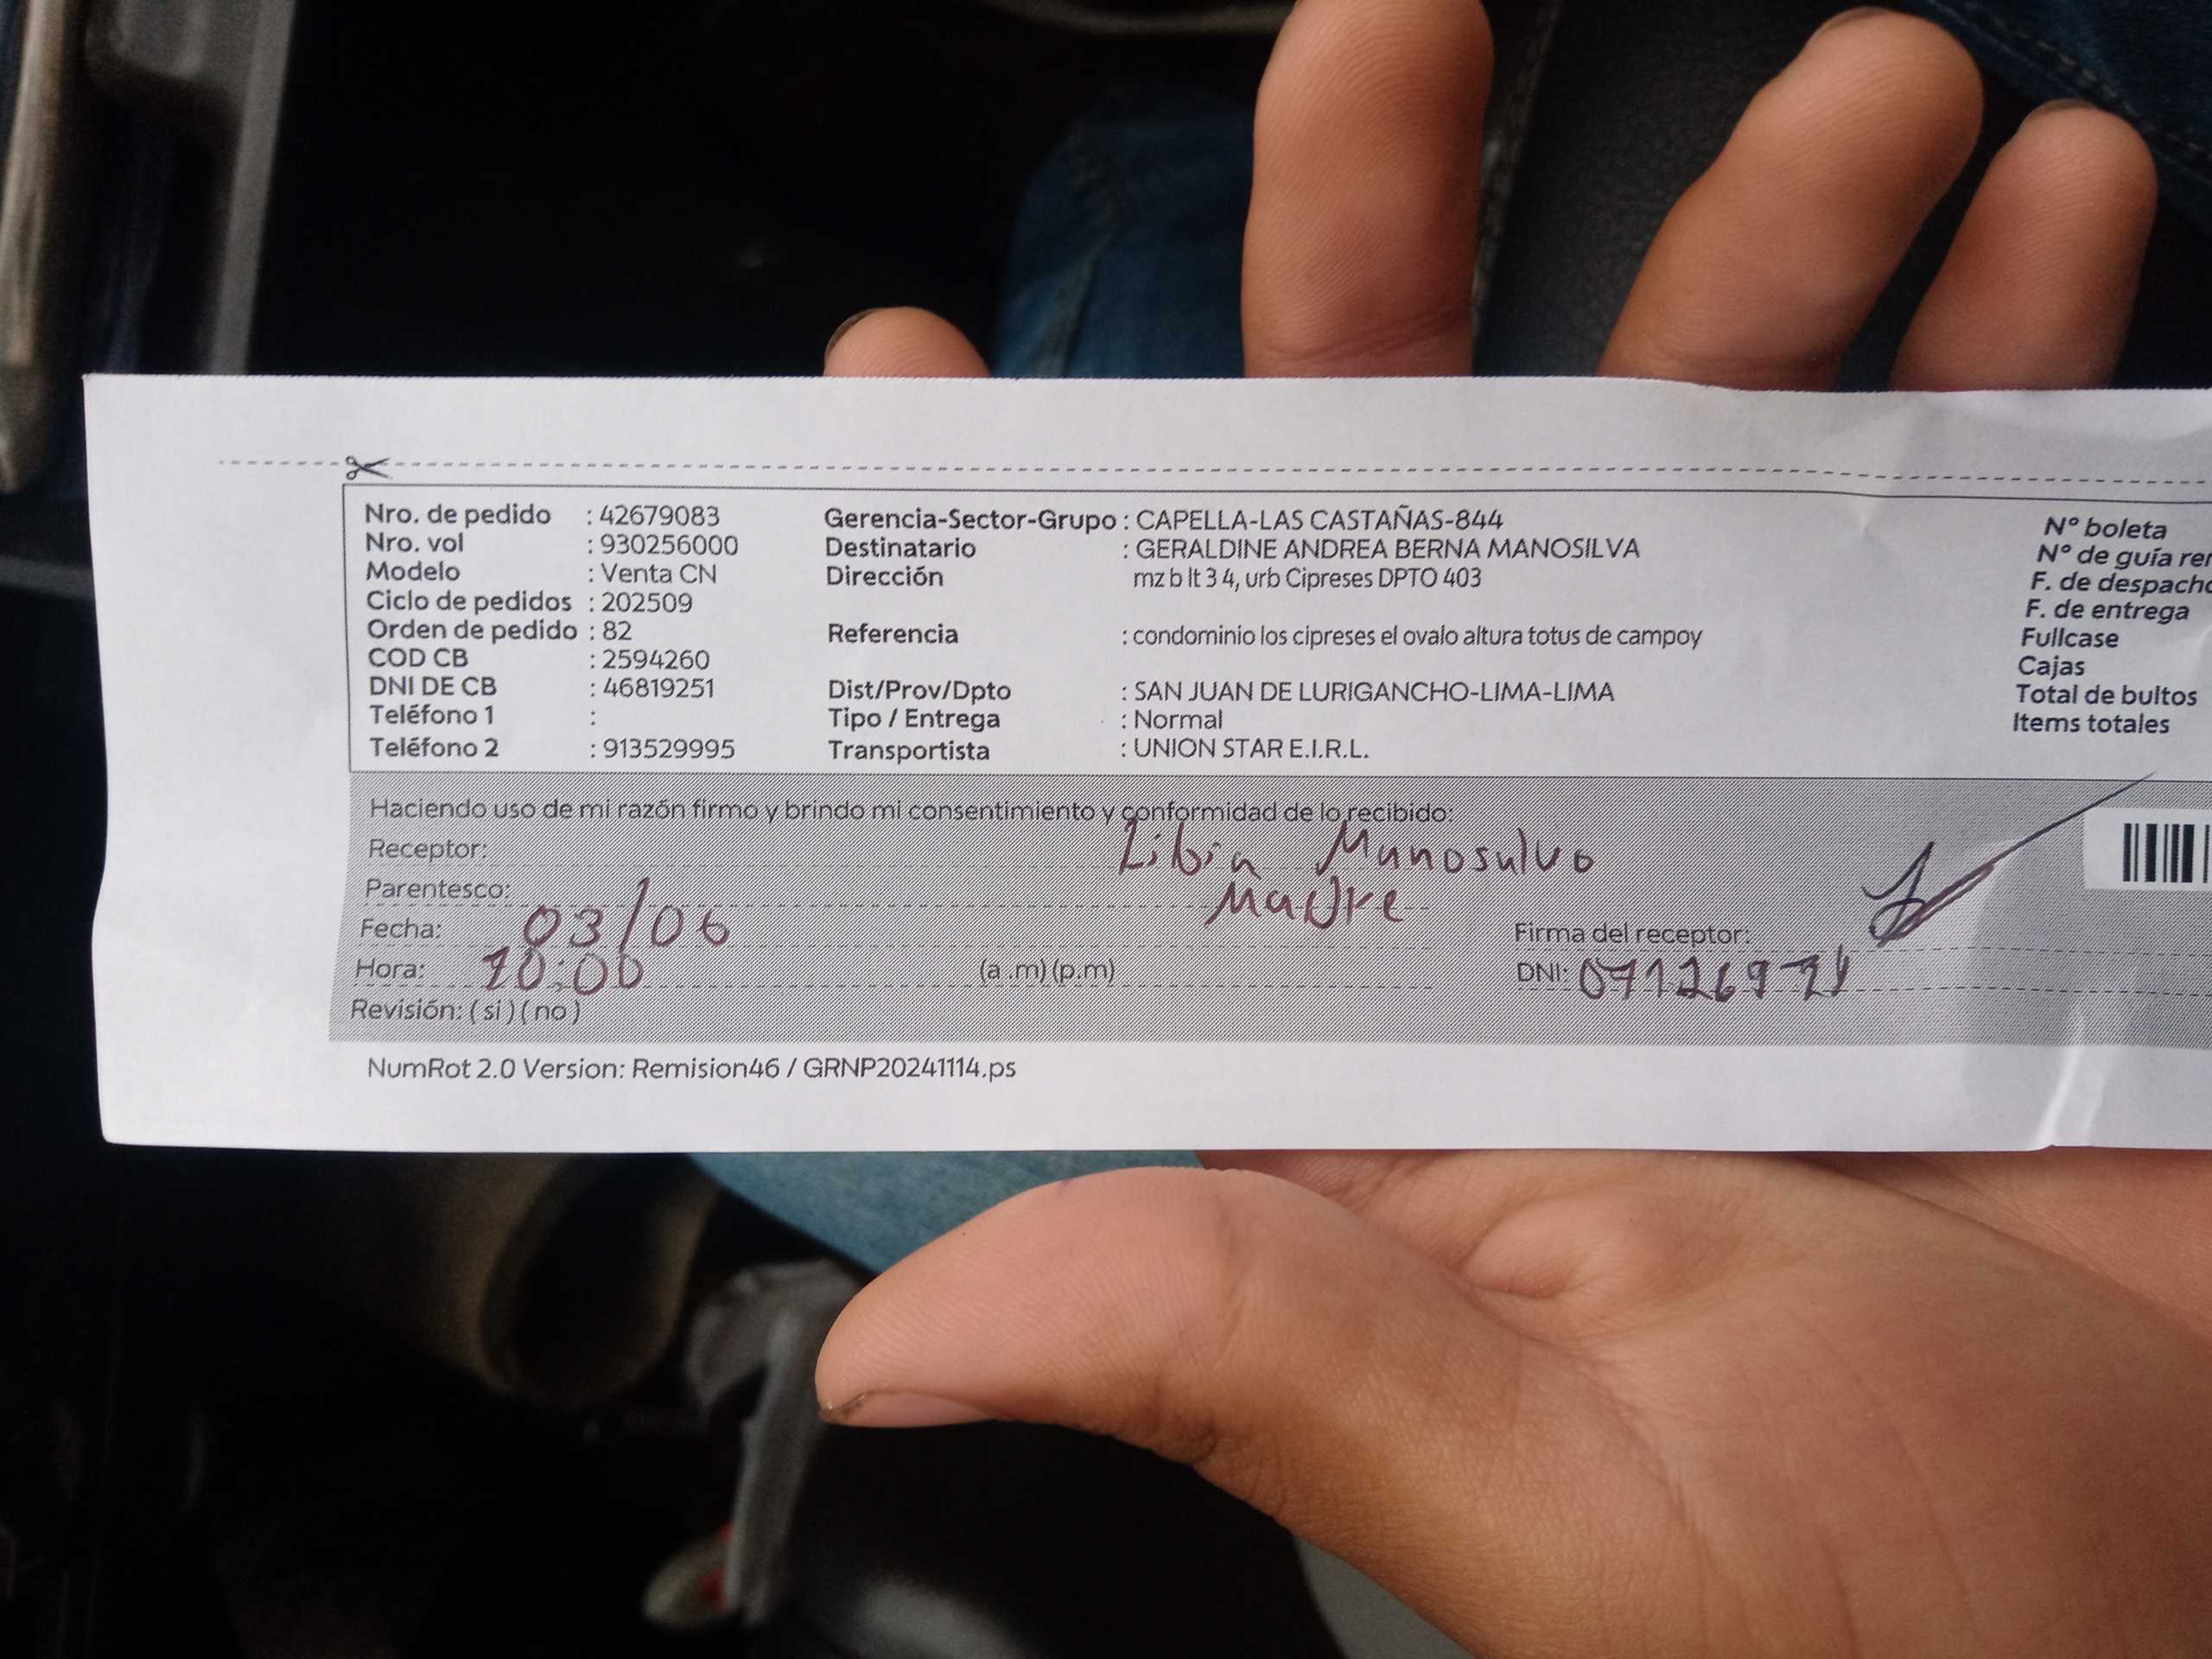 Nro. de pedido : 42679083 Gerencia-Sector-Grupo : CAPELLA-LAS CASTAÑAS-844 N° boleta
Nro. vol : 930256000 Destinatario : GERALDINE ANDREA BERNA MANOSILVA N° de guía rer
Modelo : Venta CN Dirección mz b lt 3 4, urb Cipreses DPTO 403 F. de despacho
Ciclo de pedidos : 202509 F. de entrega
Orden de pedido : 82 Referencia : condominio los cipreses el ovalo altura totus de campoy Fullcase
COD CB : 2594260 Cajas
DNI DE CB : 46819251 Dist/Prov/Dpto : SAN JUAN DE LURIGANCHO-LIMA-LIMA Total de bultos
Teléfono 1 : Tipo / Entrega : Normal Items totales
Teléfono 2 : 913529995 Transportista : UNION STAR E.I.R.L.
Haciendo uso de mi razón firmo y brindo mi consentimiento y conformidad de lo recibido:
Receptor: Libia Manosulvo
Parentesco: Madre
Fecha: 03/06 Firma del receptor:
Hora: 10:00 (a .m) (p.m) DNI:
Revisión: ( si ) ( no )
NumRot 2.0 Version: Remision46 / GRNP20241114.ps